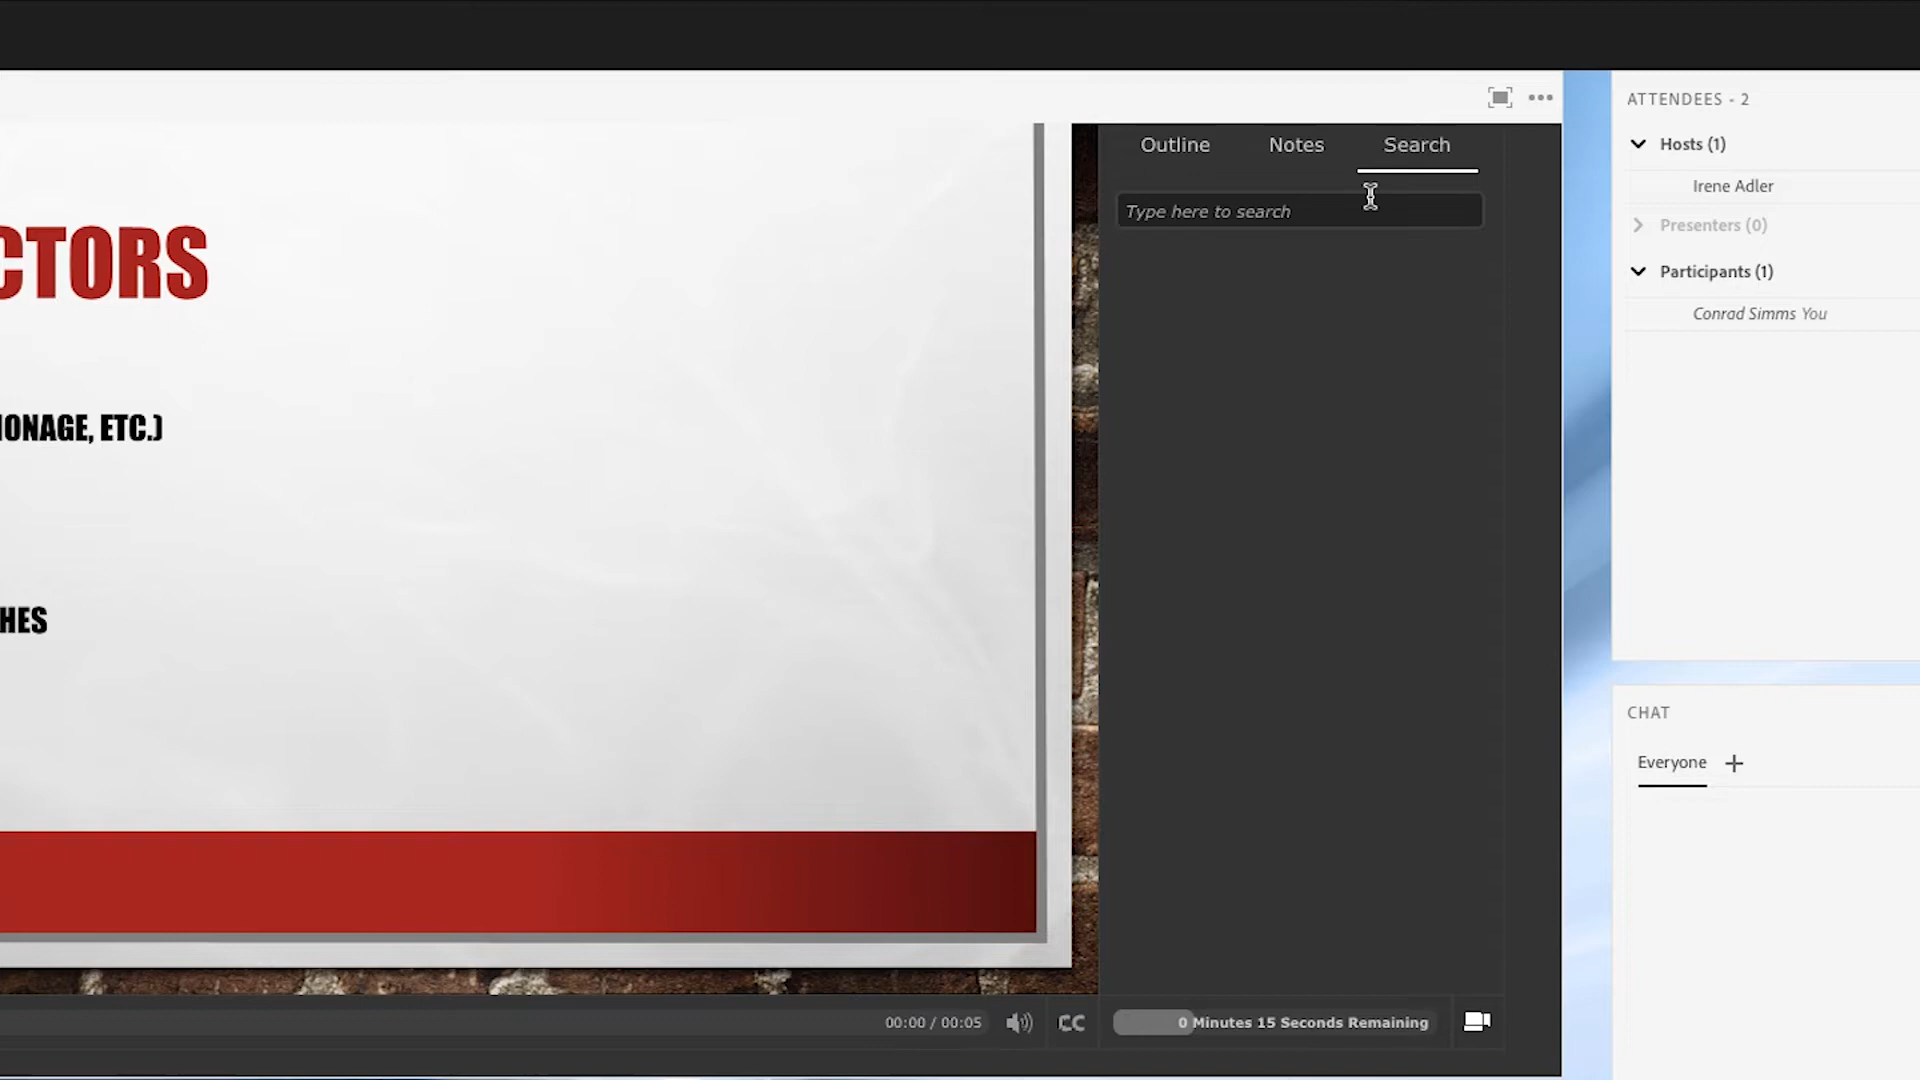 CTORS
IONAGE, ETC.)
HES
Outline Notes Search
Type here to search
00:00 / 00:05
CC
0 Minutes 15 Seconds Remaining
ATTENDEES - 2
Hosts (1)
Irene Adler
Presenters (0)
Participants (1)
Conrad Simms You
CHAT
Everyone +